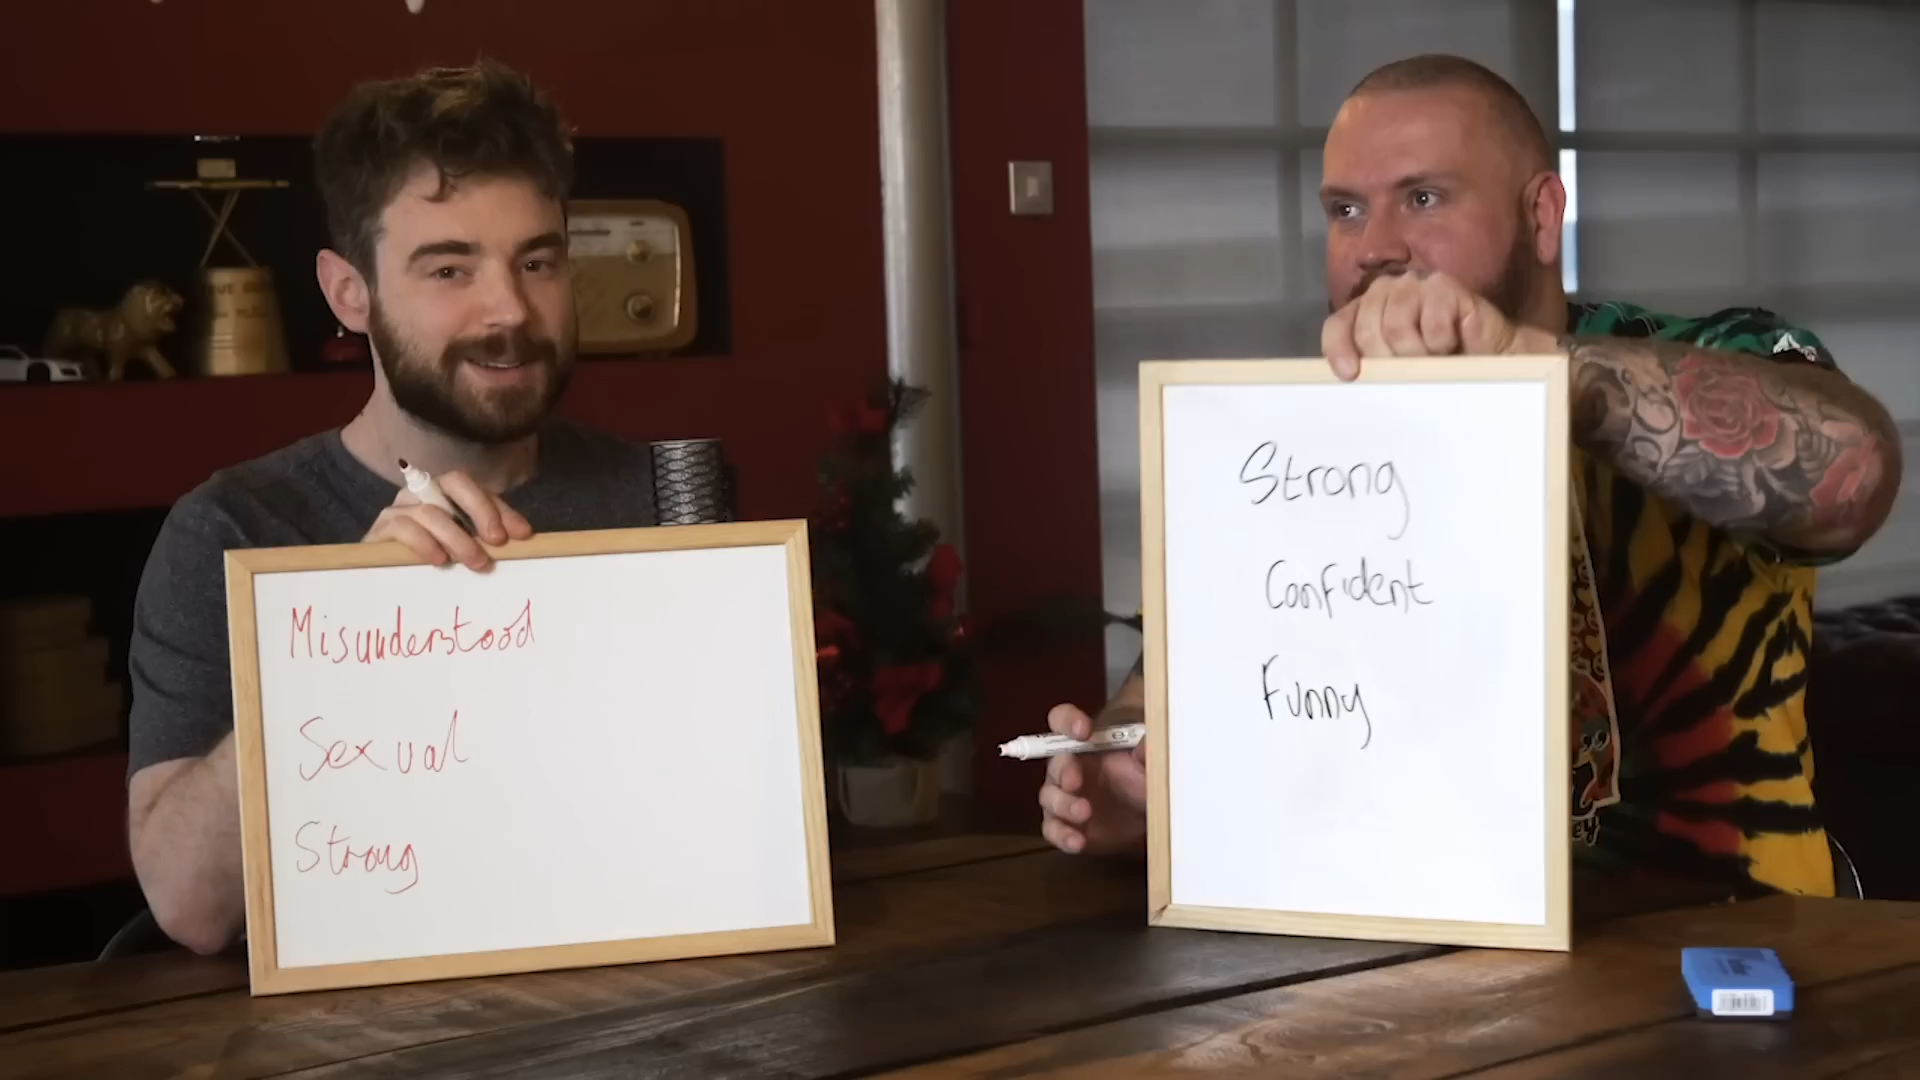 Misunderstood
Sexual
Strong
Strong
Confident
Funny